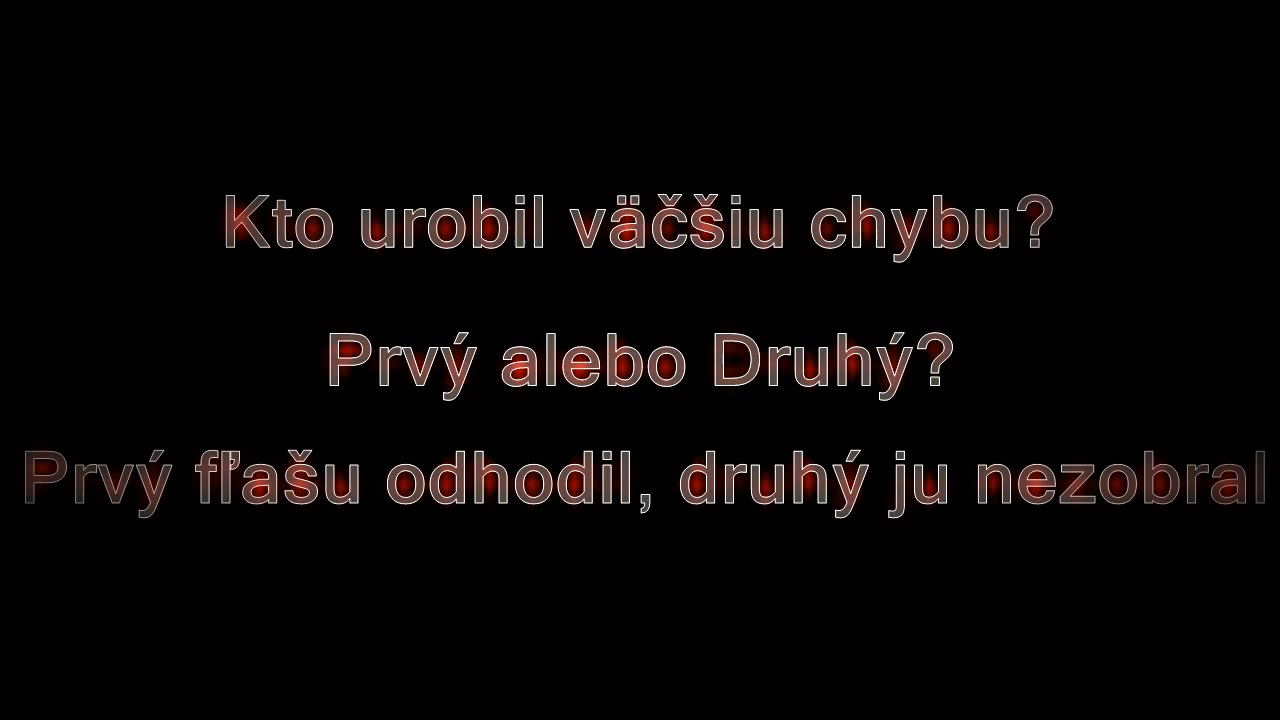 Kto urobil väčšiu chybu?
Prvý alebo Druhý?
Prvý fľašu odhodil, druhý ju nezobral